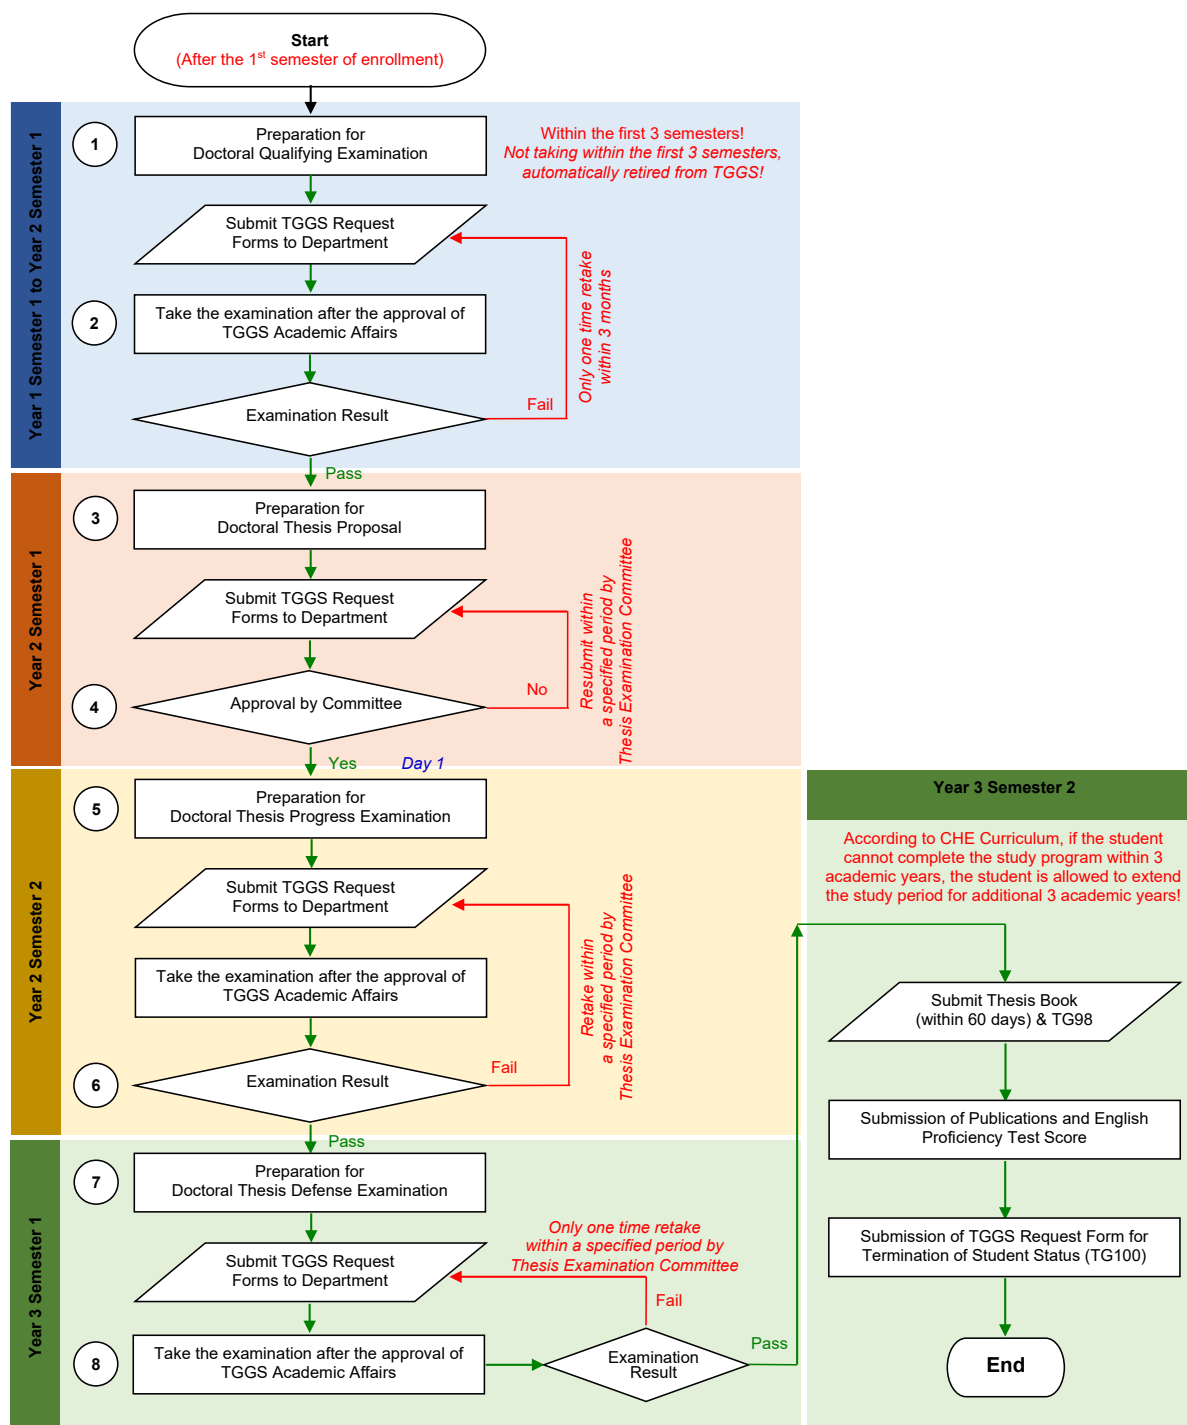 Start
(After the 1st semester of enrollment)
Year 1 Semester 1 to Year 2 Semester 1
1
Preparation for
Doctoral Qualifying Examination
Within the first 3 semesters!
Not taking within the first 3 semesters,
automatically retired from TGGS!
Submit TGGS Request
Forms to Department
2
Take the examination after the approval of
TGGS Academic Affairs
Only one time retake
within 3 months
Examination Result
Fail
Pass
Year 2 Semester 1
3
Preparation for
Doctoral Thesis Proposal
Submit TGGS Request
Forms to Department
Resubmit within
a specified period by
Thesis Examination Committee
4
Approval by Committee
No
Yes
Day 1
Year 2 Semester 2
5
Preparation for
Doctoral Thesis Progress Examination
Submit TGGS Request
Forms to Department
Take the examination after the approval of
TGGS Academic Affairs
Retake within
a specified period by
Thesis Examination Committee
6
Examination Result
Fail
Pass
Year 3 Semester 1
7
Preparation for
Doctoral Thesis Defense Examination
Only one time retake
within a specified period by
Thesis Examination Committee
Submit TGGS Request
Forms to Department
Fail
8
Take the examination after the approval of
TGGS Academic Affairs
Examination
Result
Pass
Year 3 Semester 2
According to CHE Curriculum, if the student
cannot complete the study program within 3
academic years, the student is allowed to extend
the study period for additional 3 academic years!
Submit Thesis Book
(within 60 days) & TG98
Submission of Publications and English
Proficiency Test Score
Submission of TGGS Request Form for
Termination of Student Status (TG100)
End